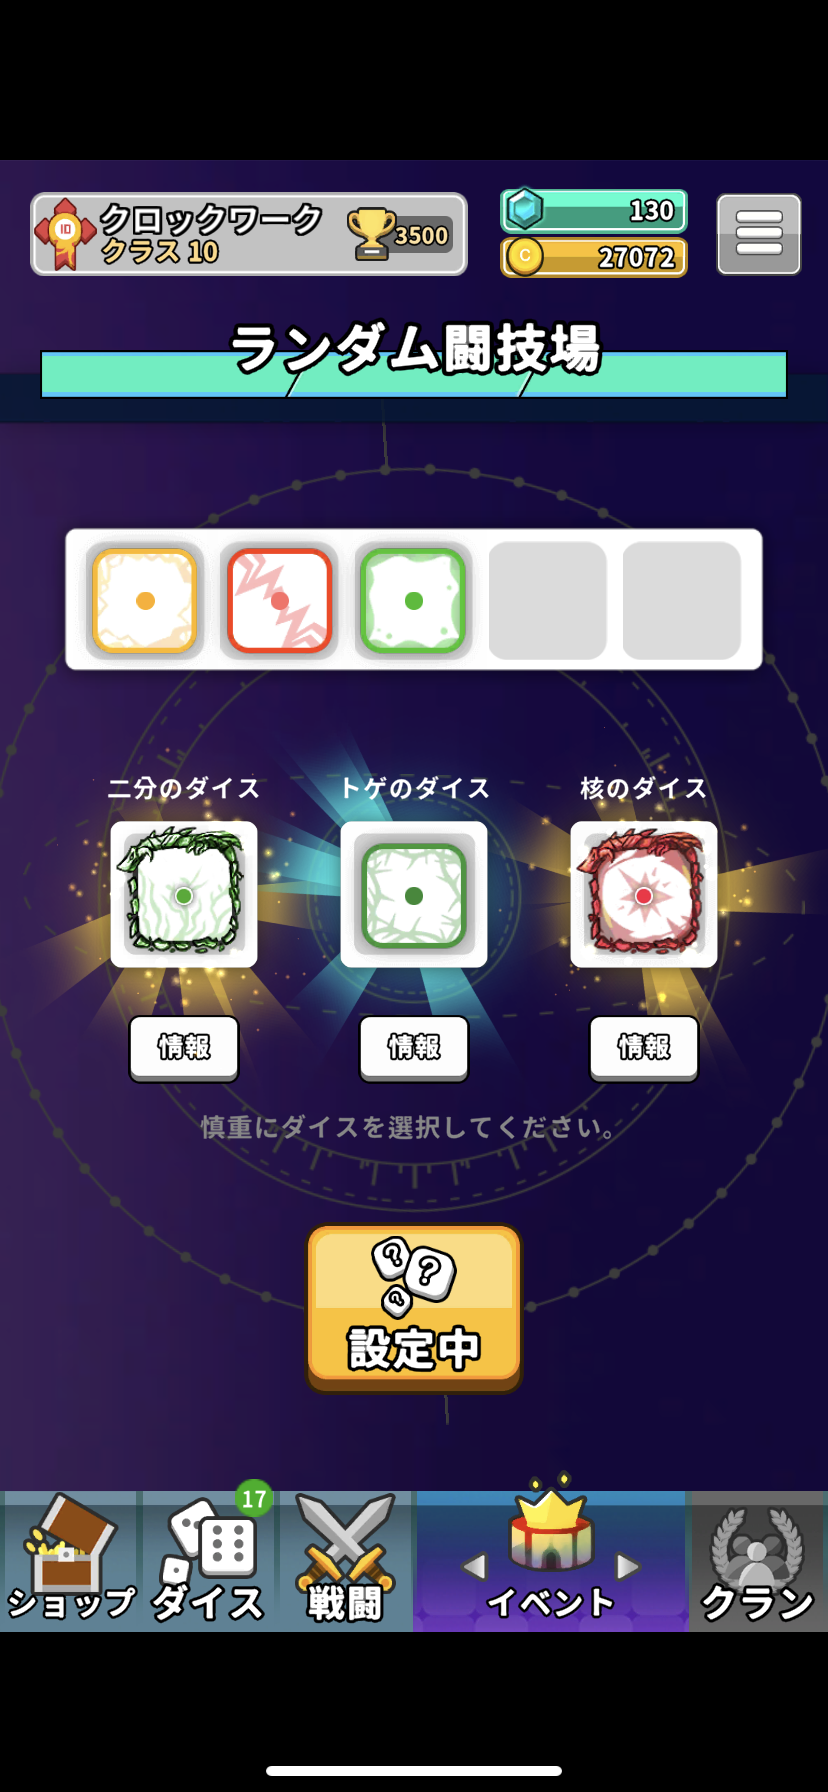 10
クロックワーク
クラス 10
3500
130
C
27072
ランダム闘技場
二分のダイス
トゲのダイス
核のダイス
情報
情報
情報
慎重にダイスを選択してください。
? ? ?
設定中
17
ショップ
ダイス
戦闘
イベント
クラン